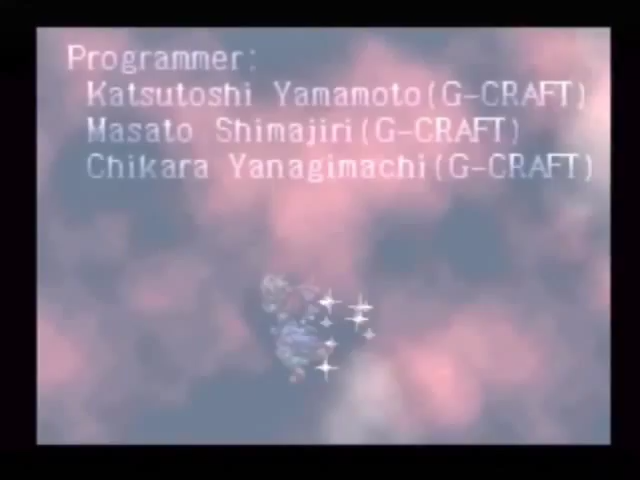 Programmer:
Katsutoshi Yamamoto(G-CRAFT)
Masato Shimajiri(G-CRAFT)
Chikara Yanagimachi(G-CRAFT)